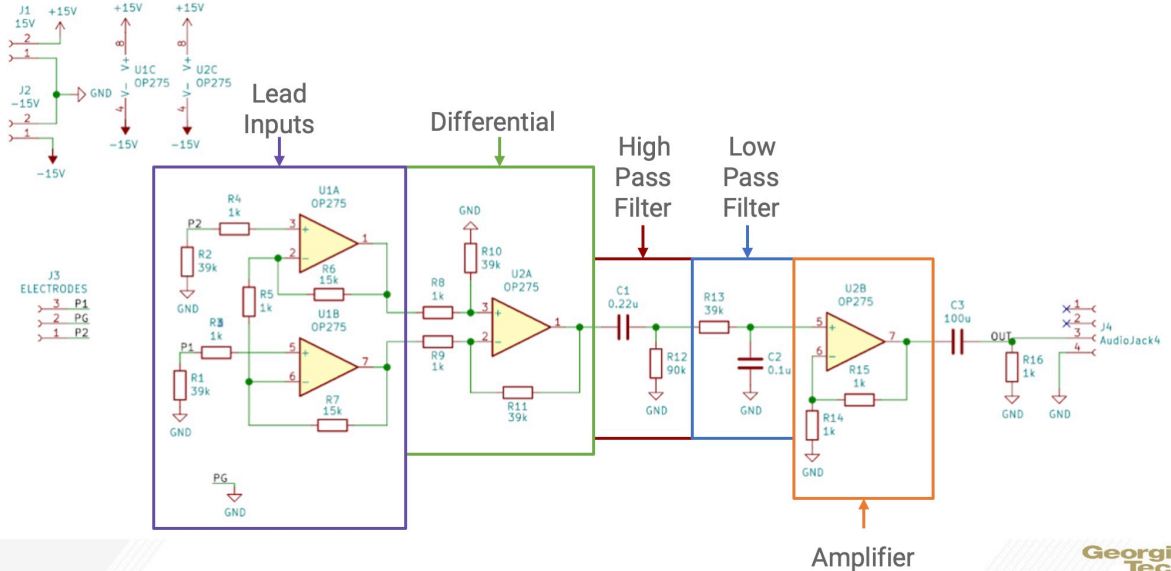 J1
15V
+15V
2
1
J2
-15V
2
1
GND
-15V
+15V
8
V+
U1C
OP275
V-
4
-15V
+15V
8
V+
U2C
OP275
V-
4
-15V
Lead
Inputs
Differential
High
Pass
Filter
Low
Pass
Filter
J3
ELECTRODES
3 P1
2 PG
1 P2
P2
R4
1k
R2
39k
GND
U1A
OP275
3
+
2
-
1
R6
15k
R5
1k
U1B
OP275
P1
1k
R1
39k
GND
5
+
6
-
7
R7
15k
PG
GND
GND
R10
39k
R8
1k
R9
1k
U2A
OP275
3
+
2
-
1
R11
39k
C1
0.22u
R12
90k
GND
R13
39k
C2
0.1u
GND
U2B
OP275
5
+
6
-
7
R15
1k
R14
1k
GND
C3
100u
OUT
R16
1k
GND
1
2
3
4
J4
AudioJack4
GND
Amplifier
Georgi
Tec